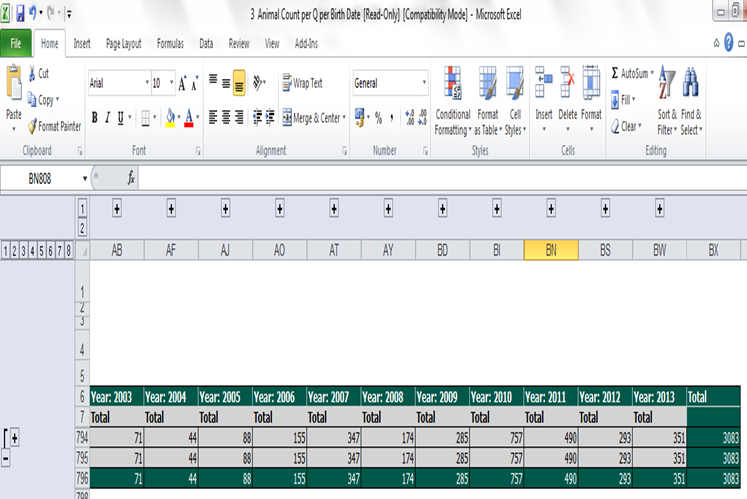 3 Animal Count per Q per Birth Date [Read-Only] [Compatibility Mode] - Microsoft Excel
File Home Insert Page Layout Formulas Data Review View Add-Ins
Cut
Copy
Format Painter
Paste
Clipboard
Arial 10
B I U
Font
Wrap Text
Merge & Center
Alignment
General
% ,
Number
Conditional Formatting
Format as Table
Cell Styles
Styles
Insert Delete Format
Cells
AutoSum
Fill
Clear
Sort & Filter
Find & Select
Editing
BN808 fx
1
2
1 2 3 4 5 6 7 8 AB AF AJ AO AT AY BD BI BN BS BW BX
1
2
3
4
5
6 Year: 2003 Year: 2004 Year: 2005 Year: 2006 Year: 2007 Year: 2008 Year: 2009 Year: 2010 Year: 2011 Year: 2012 Year: 2013 Total
7 Total Total Total Total Total Total Total Total Total Total Total
794 71 44 88 155 347 174 285 757 490 293 351 3083
795 71 44 88 155 347 174 285 757 490 293 351 3083
796 71 44 88 155 347 174 285 757 490 293 351 3083